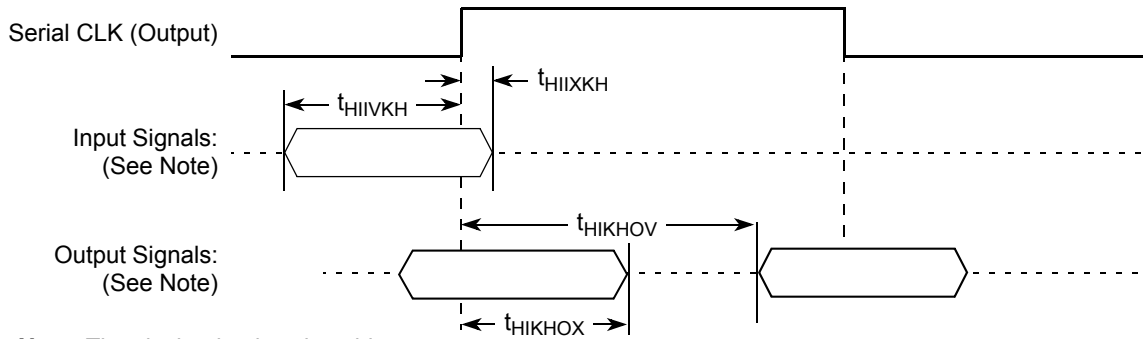 Serial CLK (Output)
tHIIXKH
tHIIVKH
Input Signals:
(See Note)
tHIKHOV
Output Signals:
(See Note)
tHIKHOX